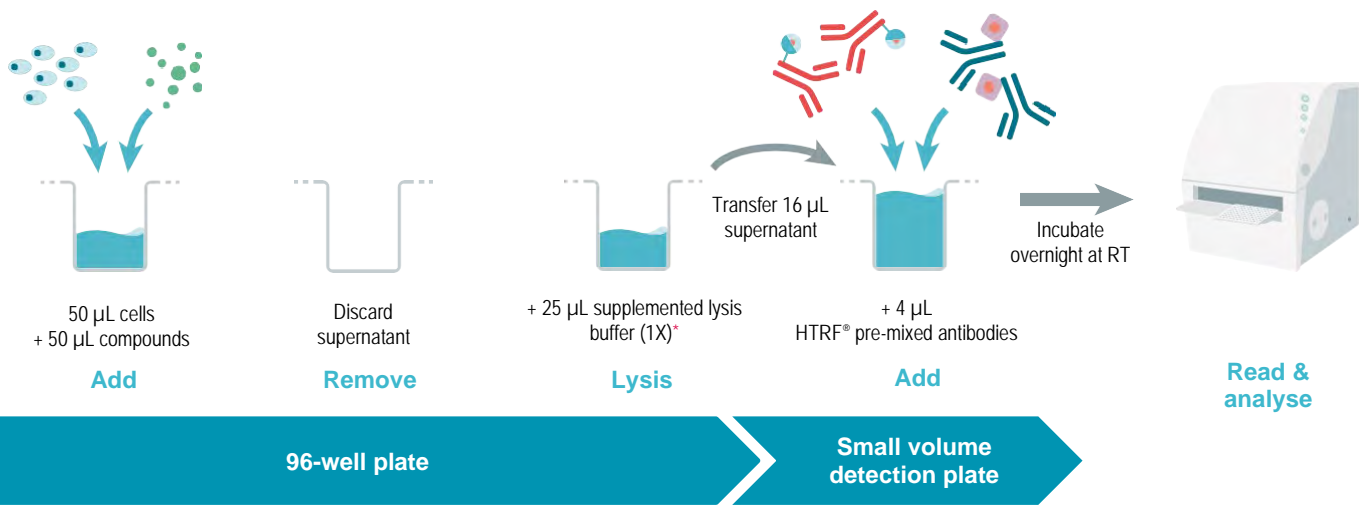 Transfer 16 µL
supernatant
Incubate
overnight at RT
50 µL cells
+ 50 µL compounds
Add
Discard
supernatant
Remove
+ 25 µL supplemented lysis
buffer (1X)*
Lysis
+ 4 µL
HTRF® pre-mixed antibodies
Add
Read &
analyse
96-well plate
Small volume
detection plate